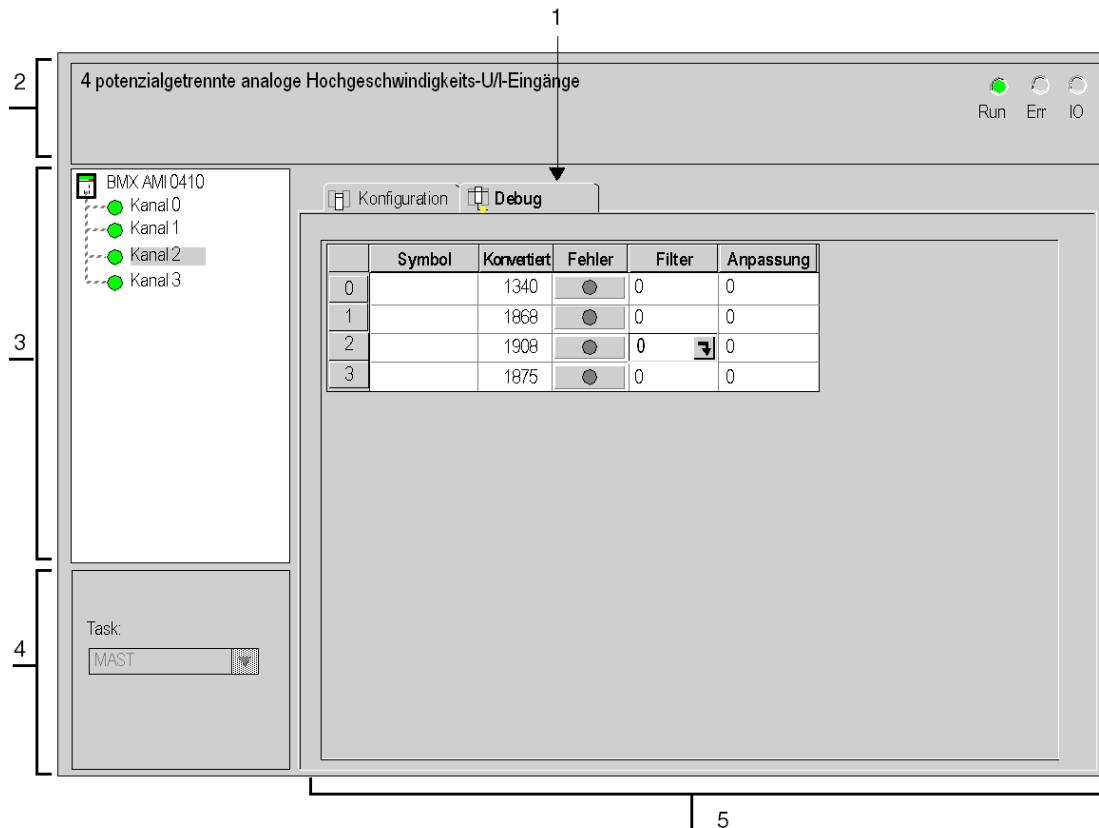 1
2
4 potenzialgetrennte analoge Hochgeschwindigkeits-U/I-Eingänge
Run Err IO
3
BMX AMI 0410
Kanal 0
Kanal 1
Kanal 2
Kanal 3
Konfiguration Debug
Symbol Konvertiert Fehler Filter Anpassung
0 1340 0 0
1 1868 0 0
2 1908 0 0
3 1875 0 0
4
Task:
MAST
5